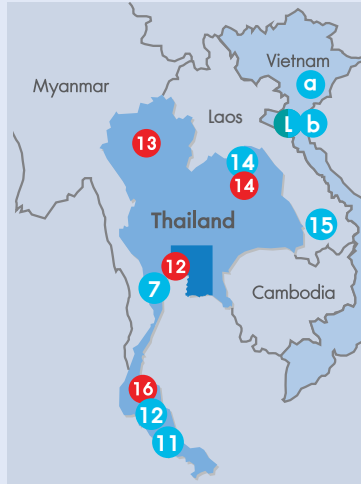 Vietnam
a
Myanmar
Laos
L b
13
14
14
Thailand
15
12
7
Cambodia
16
12
11